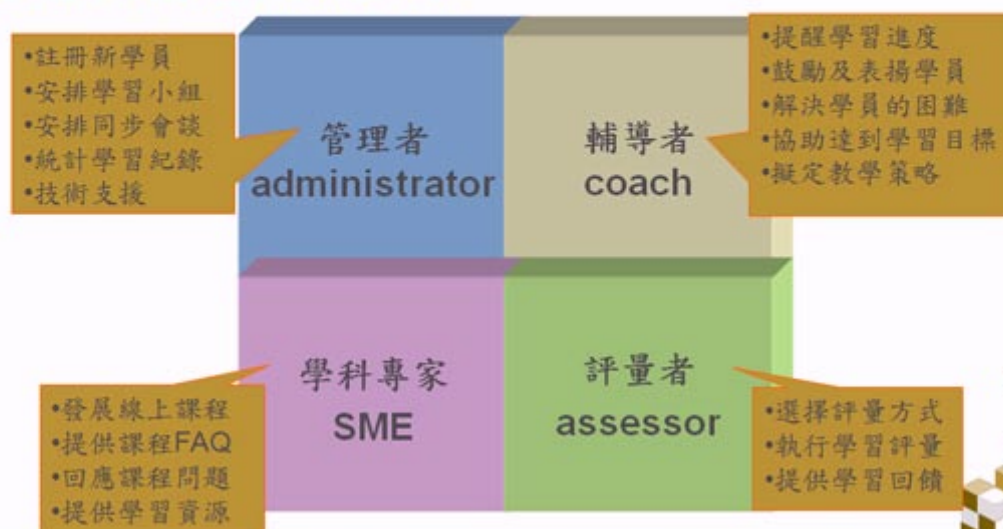 •註冊新學員
•安排學習小組
•安排同步會談
•統計學習紀錄
•技術支援
管理者
administrator
輔導者
coach
•提醒學習進度
•鼓勵及表揚學員
•解決學員的困難
•協助達到學習目標
•擬定教學策略
•發展線上課程
•提供課程FAQ
•回應課程問題
•提供學習資源
學科專家
SME
評量者
assessor
•選擇評量方式
•執行學習評量
•提供學習回饋